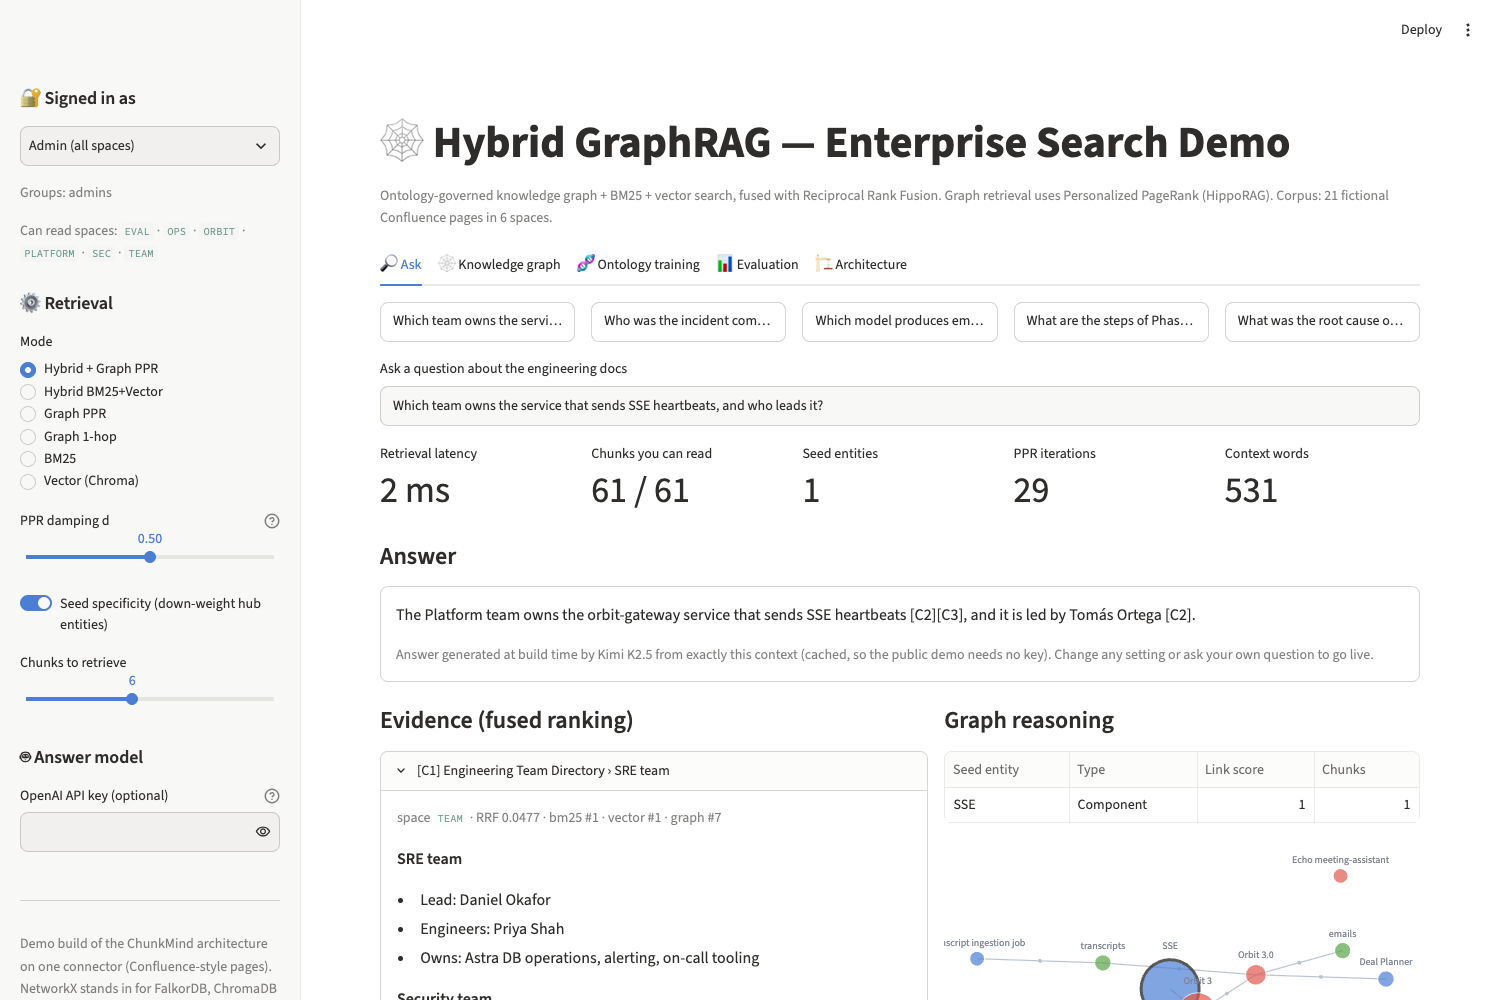 Deploy
Signed in as
Admin (all spaces)
Groups: admins
Can read spaces: EVAL · OPS · ORBIT ·
PLATFORM · SEC · TEAM
Retrieval
Mode
Hybrid + Graph PPR
Hybrid BM25+Vector
Graph PPR
Graph 1-hop
BM25
Vector (Chroma)
PPR damping d
0.50
Seed specificity (down-weight hub
entities)
Chunks to retrieve
6
Answer model
OpenAI API key (optional)
Demo build of the ChunkMind architecture
on one connector (Confluence-style pages).
NetworkX stands in for FalkorDB, ChromaDB
Hybrid GraphRAG — Enterprise Search Demo
Ontology-governed knowledge graph + BM25 + vector search, fused with Reciprocal Rank Fusion. Graph retrieval uses Personalized PageRank (HippoRAG). Corpus: 21 fictional
Confluence pages in 6 spaces.
Ask Knowledge graph Ontology training Evaluation Architecture
Which team owns the servi... Who was the incident com... Which model produces em... What are the steps of Phas... What was the root cause o...
Ask a question about the engineering docs
Which team owns the service that sends SSE heartbeats, and who leads it?
Retrieval latency Chunks you can read Seed entities PPR iterations Context words
2 ms 61 / 61 1 29 531
Answer
The Platform team owns the orbit-gateway service that sends SSE heartbeats [C2][C3], and it is led by Tomás Ortega [C2].
Answer generated at build time by Kimi K2.5 from exactly this context (cached, so the public demo needs no key). Change any setting or ask your own question to go live.
Evidence (fused ranking)
[C1] Engineering Team Directory › SRE team
space TEAM · RRF 0.0477 · bm25 #1 · vector #1 · graph #7
SRE team
• Lead: Daniel Okafor
• Engineers: Priya Shah
• Owns: Astra DB operations, alerting, on-call tooling
Security team
Graph reasoning
Seed entity Type Link score Chunks
SSE Component 1 1
Echo meeting-assistant
emails
nscript ingestion job
transcripts
SSE
Orbit 3.0
Deal Planner
Orbit 3